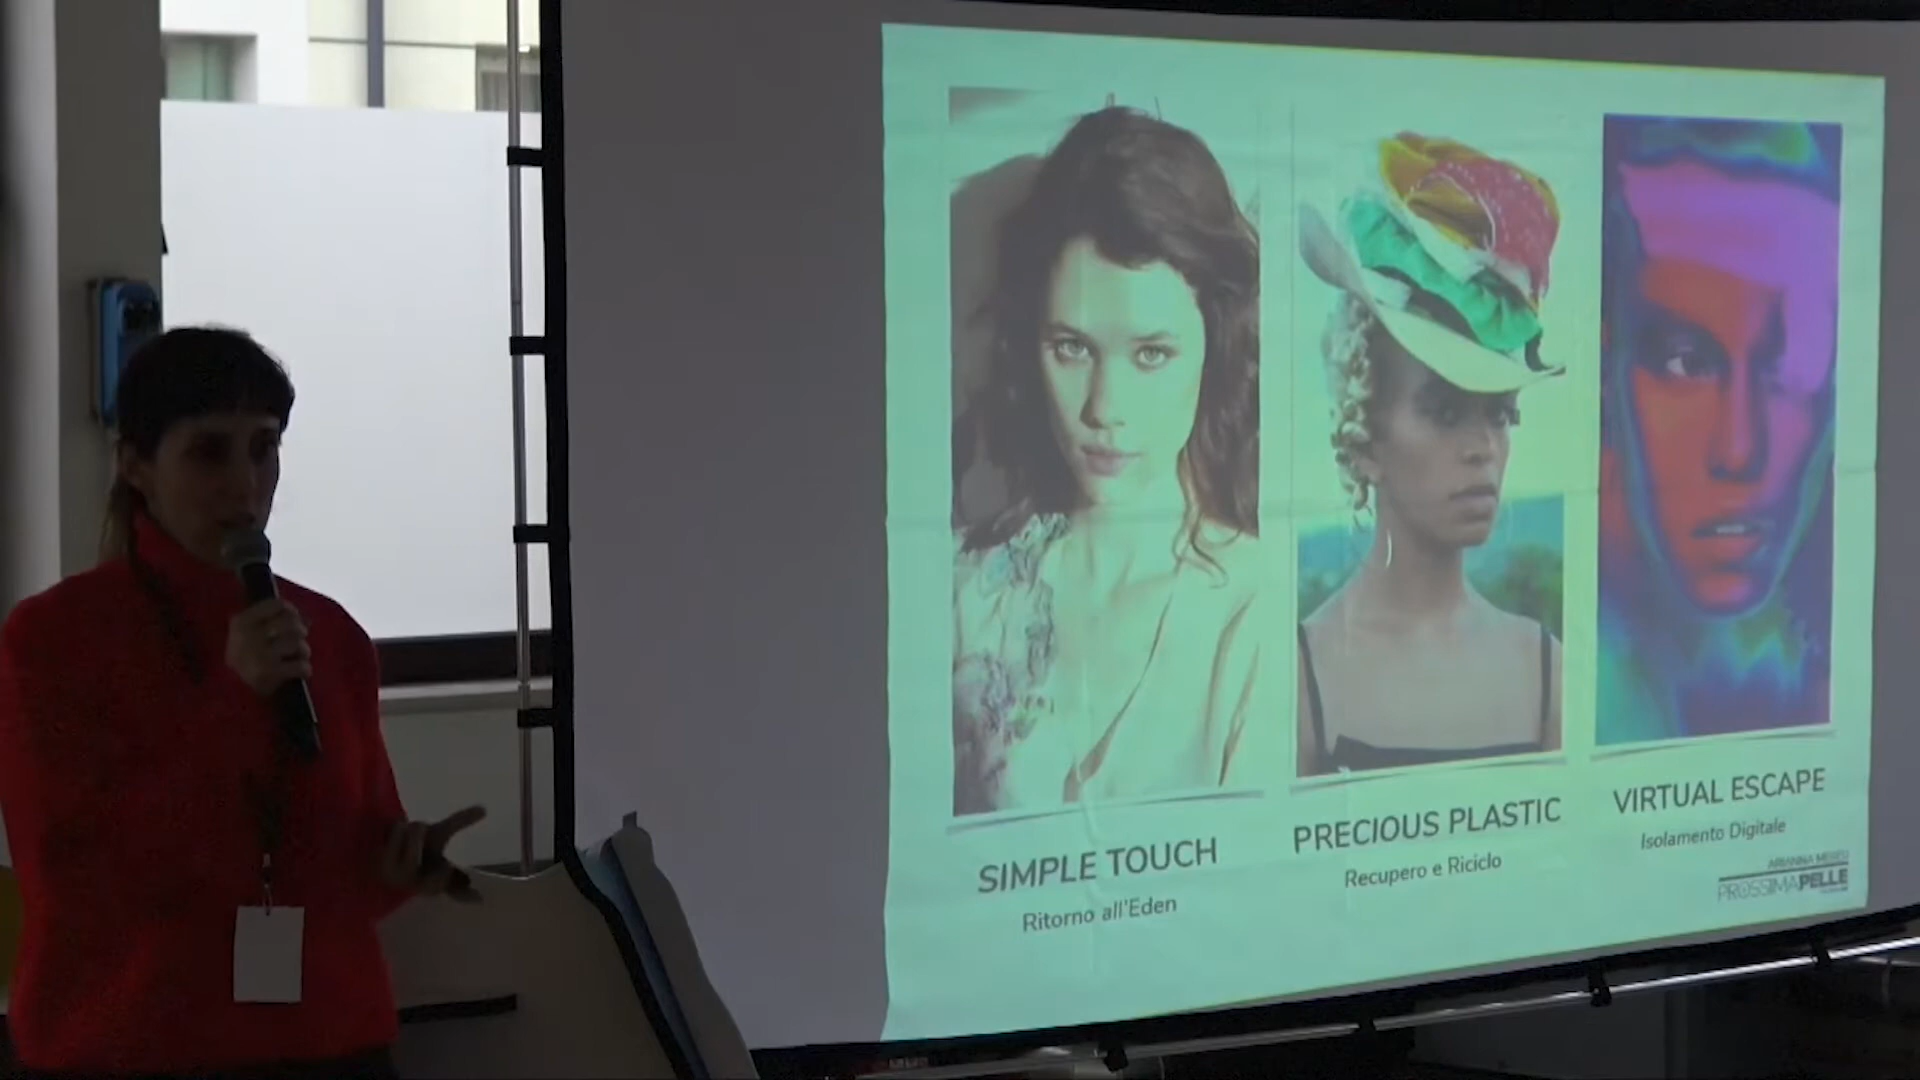 SIMPLE TOUCH
Ritorno all'Eden
PRECIOUS PLASTIC
Recupero e Riciclo
VIRTUAL ESCAPE
Isolamento Digitale
PROSSIMAPELLE